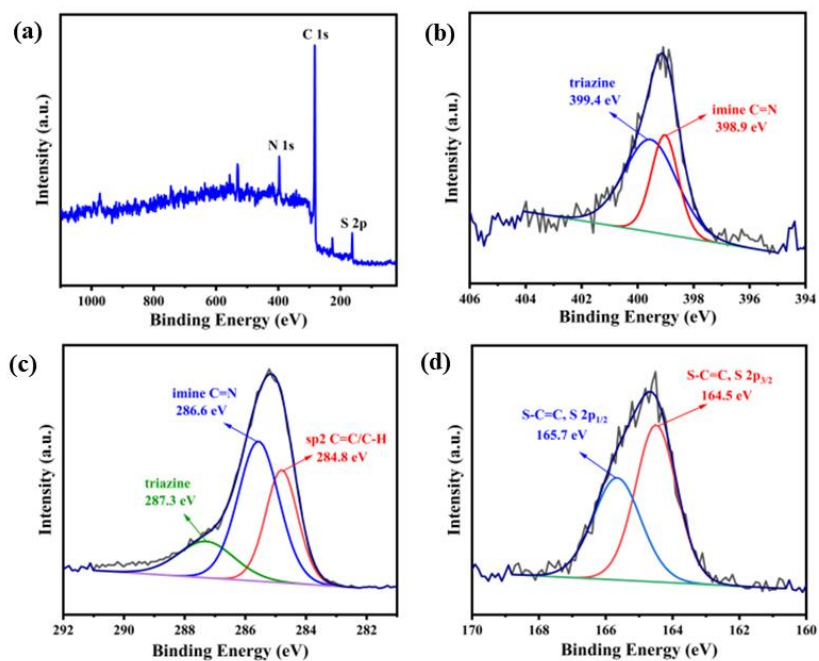 (a)
C 1s
N 1s
S 2p
Intensity (a.u.)
1000 800 600 400 200
Binding Energy (eV)
(b)
triazine
399.4 eV
imine C=N
398.9 eV
Intensity (a.u.)
406 404 402 400 398 396 394
Binding Energy (eV)
(c)
imine C=N
286.6 eV
sp2 C=C/C-H
284.8 eV
triazine
287.3 eV
Intensity (a.u.)
292 290 288 286 284 282
Binding Energy (eV)
(d)
S-C=C, S 2p3/2
164.5 eV
S-C=C, S 2p1/2
165.7 eV
Intensity (a.u.)
170 168 166 164 162 160
Binding Energy (eV)